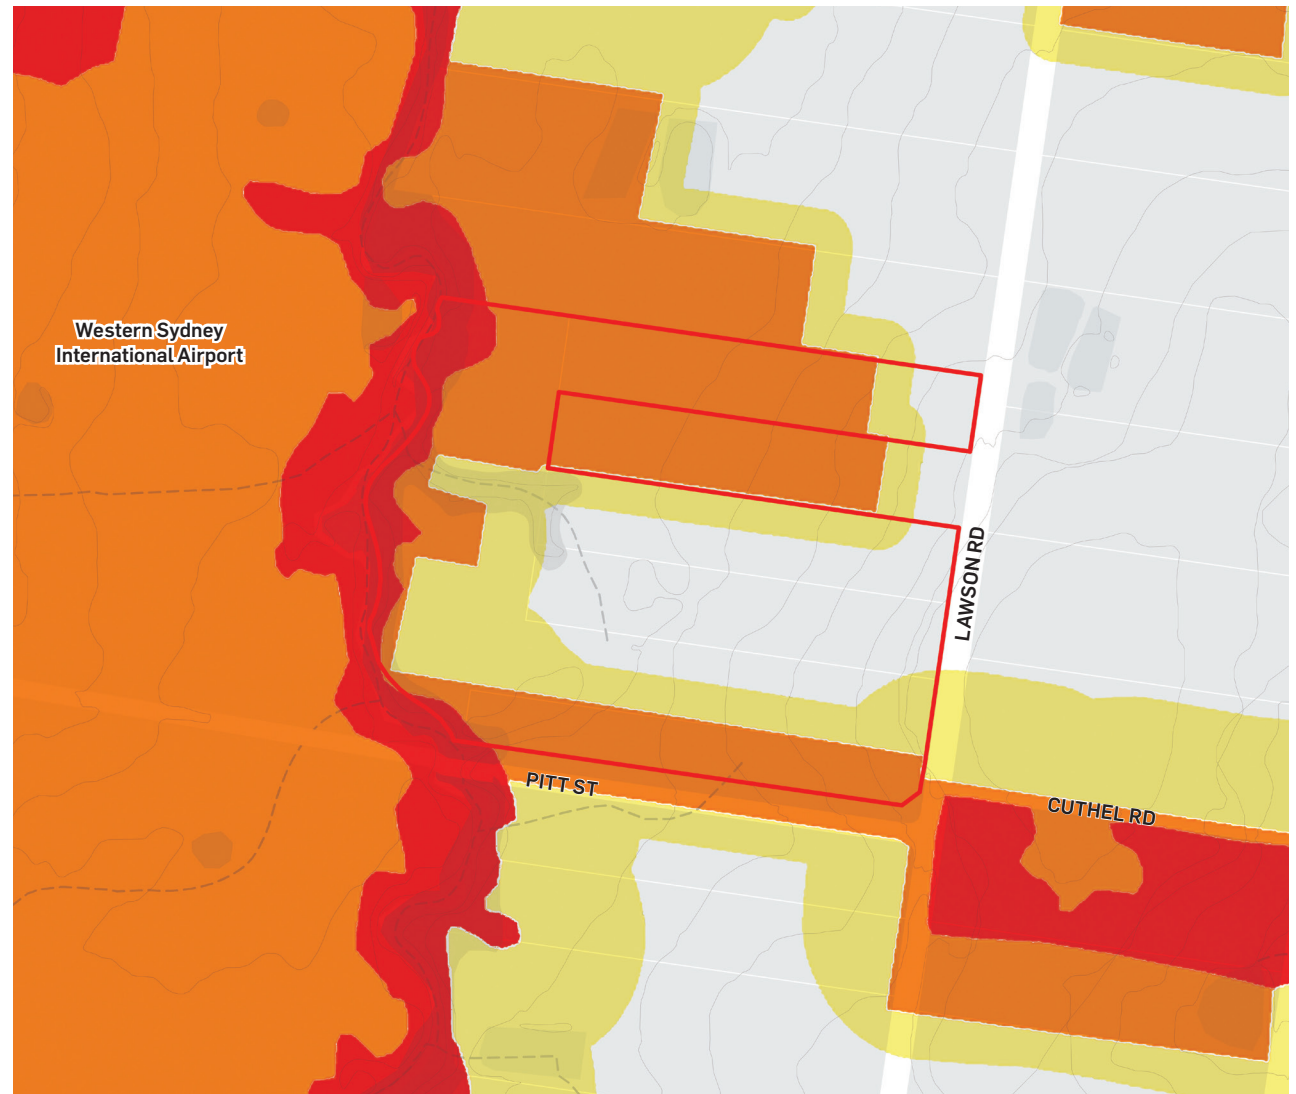 Western Sydney
International Airport
LAWSON RD
PITT ST
CUTHEL RD